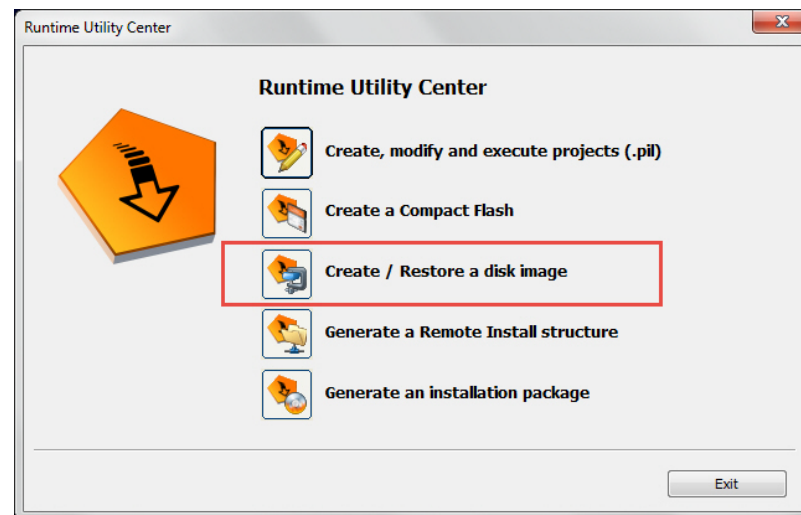 Runtime Utility Center
Runtime Utility Center
Create, modify and execute projects (.pil)
Create a Compact Flash
Create / Restore a disk image
Generate a Remote Install structure
Generate an installation package
Exit